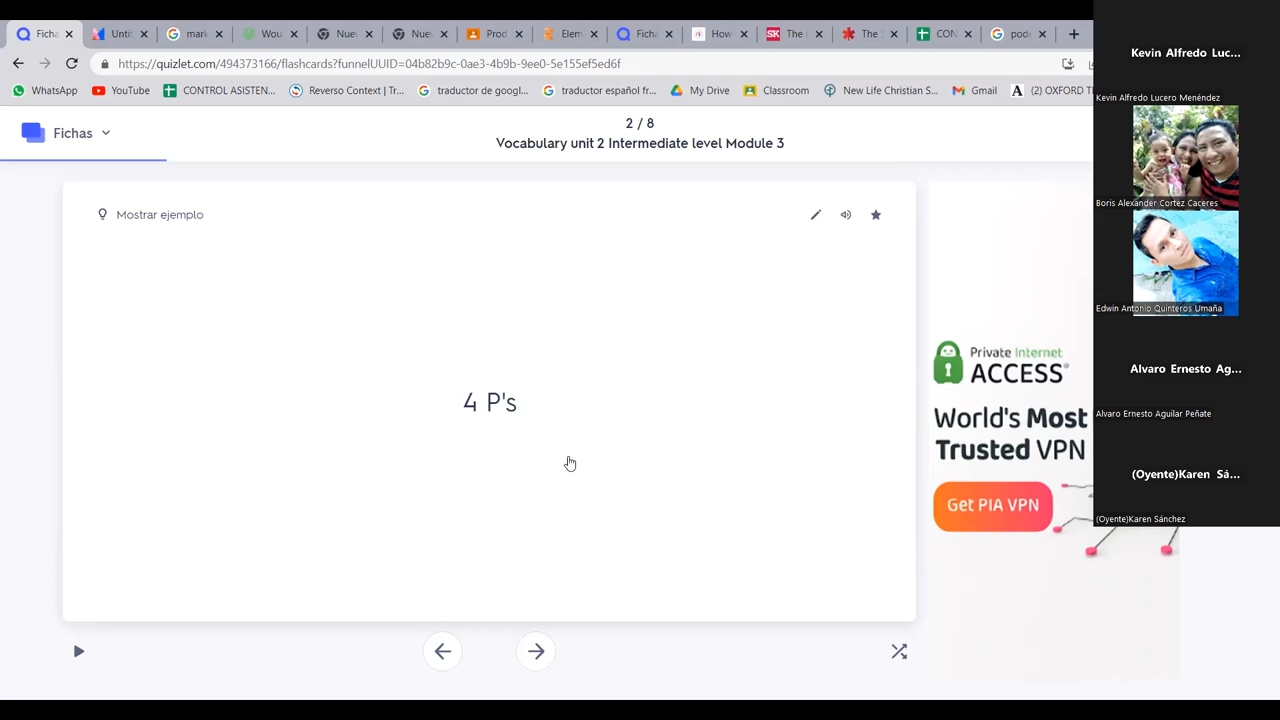 Ficha
Untit
mark
Wou
Nuev
Nuev
Prod
Elem
Ficha
How
The
The
CON
pode
https://quizlet.com/494373166/flashcards?funnelUUID=04b82b9c-0ae3-4b9b-9ee0-5e155ef5ed6f
WhatsApp
YouTube
CONTROL ASISTEN...
Reverso Context | Tr...
traductor de googl...
traductor español fr...
My Drive
Classroom
New Life Christian S...
Gmail
(2) OXFORD T
Fichas
2 / 8
Vocabulary unit 2 Intermediate level Module 3
Mostrar ejemplo
4 P's
Private Internet
ACCESS®
World's Most
Trusted VPN
Get PIA VPN
Kevin Alfredo Luc...
Kevin Alfredo Lucero Menéndez
Boris Alexander Cortez Caceres
Edwin Antonio Quinteros Umaña
Alvaro Ernesto Ag...
Alvaro Ernesto Aguilar Peñate
(Oyente)Karen Sá...
(Oyente)Karen Sánchez